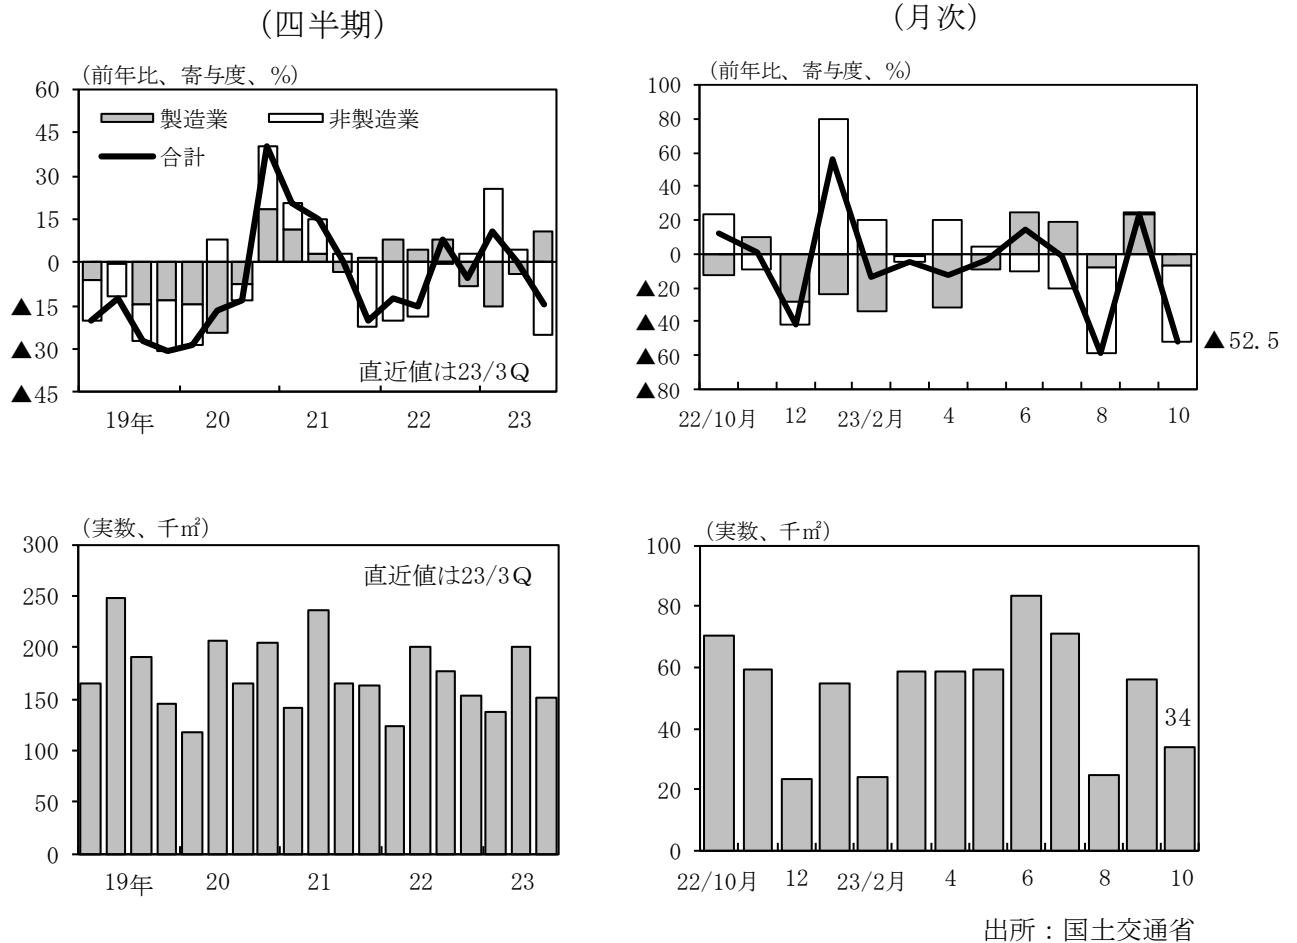 (四半期)
(前年比、寄与度、%)
60
45
30
15
0
▲15
▲30
▲45
製造業
非製造業
合計
直近値は23/3Q
19年 20 21 22 23
(月次)
(前年比、寄与度、%)
100
80
60
40
20
0
▲20
▲40
▲60
▲80
▲52.5
22/10月 12 23/2月 4 6 8 10
(実数、千㎡)
300
250
200
150
100
50
0
直近値は23/3Q
19年 20 21 22 23
(実数、千㎡)
100
80
60
40
20
0
34
22/10月 12 23/2月 4 6 8 10
出所：国土交通省